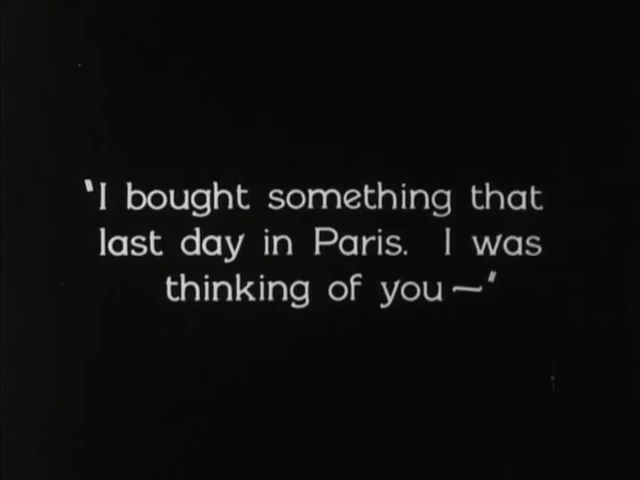 "I bought something that
last day in Paris. I was
thinking of you—"